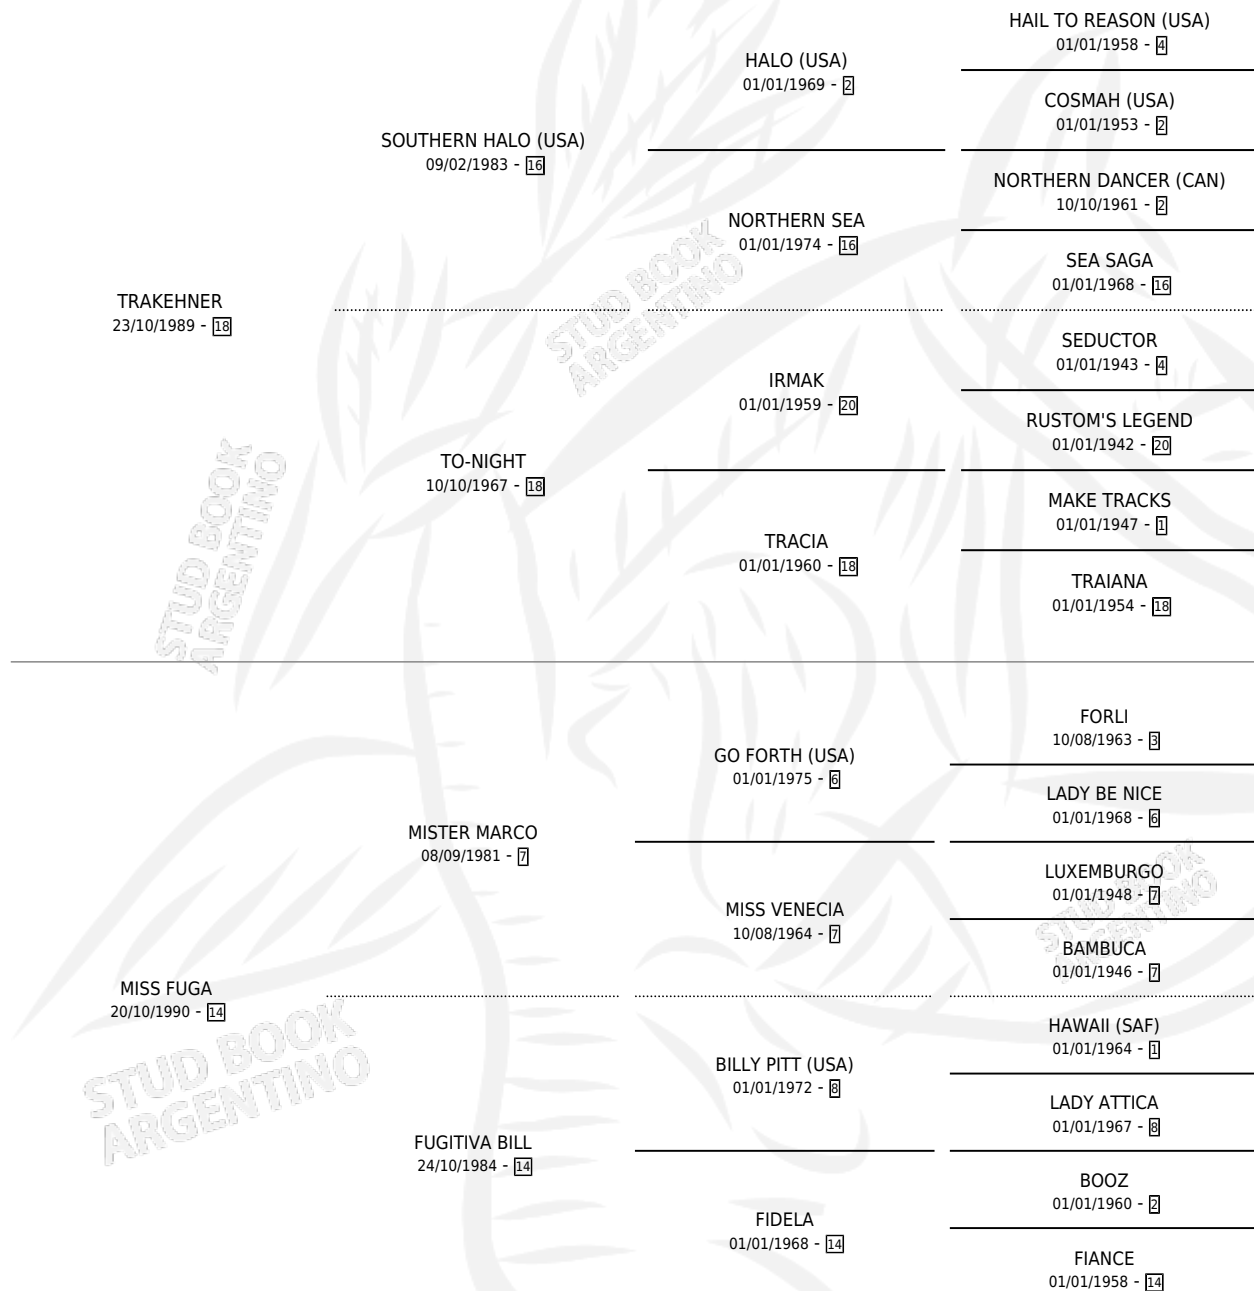 HAIL TO REASON (USA)
01/01/1958 - 4
HALO (USA)
01/01/1969 - 2
COSMAH (USA)
01/01/1953 - 2
SOUTHERN HALO (USA)
09/02/1983 - 16
NORTHERN DANCER (CAN)
10/10/1961 - 2
NORTHERN SEA
01/01/1974 - 16
SEA SAGA
01/01/1968 - 16
TRAKEHNER
23/10/1989 - 18
STUD BOOK
ARGENTINO
SEDUCTOR
01/01/1943 - 4
IRMAK
01/01/1959 - 20
RUSTOM'S LEGEND
01/01/1942 - 20
TO-NIGHT
10/10/1967 - 18
MAKE TRACKS
01/01/1947 - 1
TRACIA
01/01/1960 - 18
TRAIANA
01/01/1954 - 18
STUD BOOK
ARGENTINO
FORLI
10/08/1963 - 3
GO FORTH (USA)
01/01/1975 - 6
LADY BE NICE
01/01/1968 - 6
MISTER MARCO
08/09/1981 - 7
LUXEMBURGO
01/01/1948 - 7
MISS VENECIA
10/08/1964 - 7
BAMBUCA
01/01/1946 - 7
STUD BOOK
ARGENTINO
MISS FUGA
20/10/1990 - 14
HAWAII (SAF)
01/01/1964 - 1
BILLY PITT (USA)
01/01/1972 - 8
LADY ATTICA
01/01/1967 - 8
STUD BOOK
ARGENTINO
FUGITIVA BILL
24/10/1984 - 14
BOOZ
01/01/1960 - 2
FIDELA
01/01/1968 - 14
FIANCE
01/01/1958 - 14